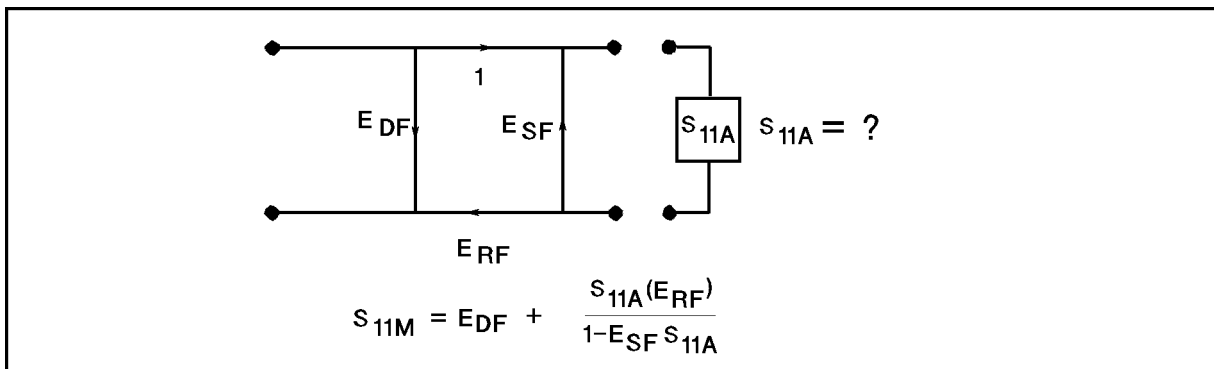 1
E DF
E SF
S 11A
S 11A = ?
E RF
S 11M = E DF + S 11A (E RF) / 1-E SF S 11A